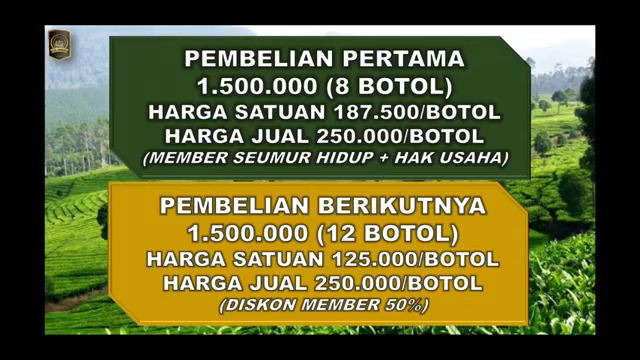 PEMBELIAN PERTAMA
1.500.000 (8 BOTOL)
HARGA SATUAN 187.500/BOTOL
HARGA JUAL 250.000/BOTOL
(MEMBER SEUMUR HIDUP + HAK USAHA)
PEMBELIAN BERIKUTNYA
1.500.000 (12 BOTOL)
HARGA SATUAN 125.000/BOTOL
HARGA JUAL 250.000/BOTOL
(DISKON MEMBER 50%)